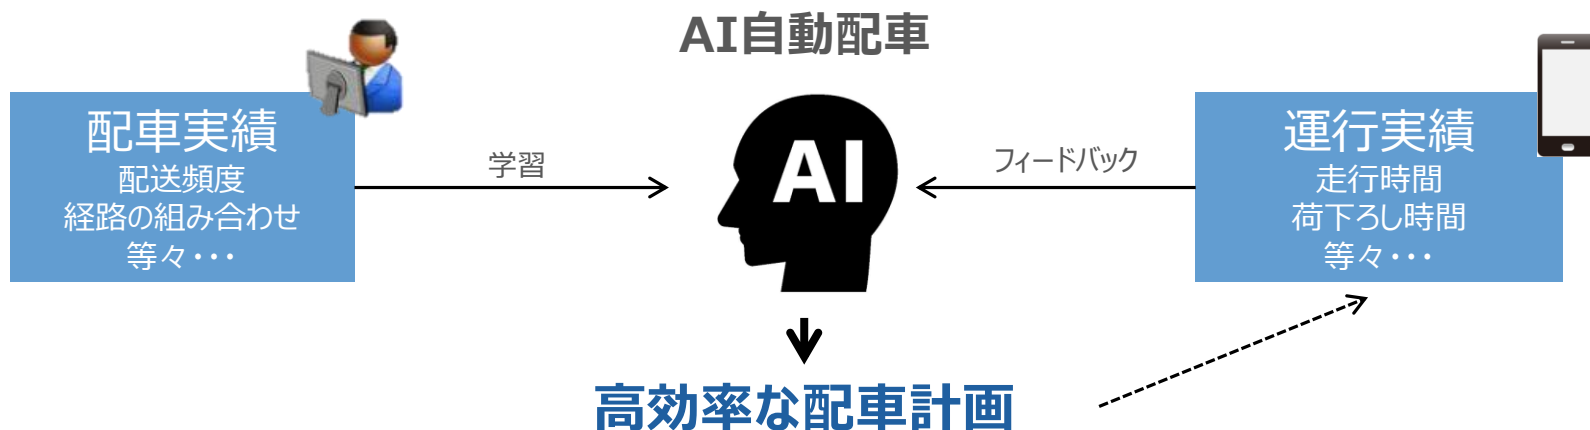 AI自動配車
配車実績
配送頻度
経路の組み合わせ
等々・・・
学習
AI
フィードバック
運行実績
走行時間
荷下ろし時間
等々・・・
高効率な配車計画